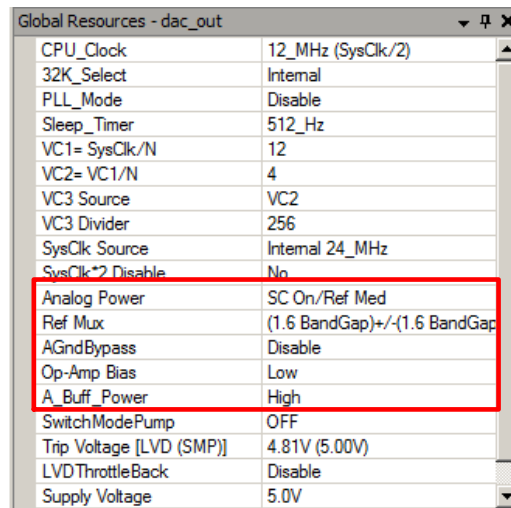 Global Resources - dac_out
CPU_Clock 12_MHz (SysClk/2)
32K_Select Internal
PLL_Mode Disable
Sleep_Timer 512_Hz
VC1= SysClk/N 12
VC2= VC1/N 4
VC3 Source VC2
VC3 Divider 256
SysClk Source Internal 24_MHz
SysClk*2 Disable No
Analog Power SC On/Ref Med
Ref Mux (1.6 BandGap)+/-(1.6 BandGap
AGndBypass Disable
Op-Amp Bias Low
A_Buff_Power High
SwitchModePump OFF
Trip Voltage [LVD (SMP)] 4.81V (5.00V)
LVDThrottleBack Disable
Supply Voltage 5.0V